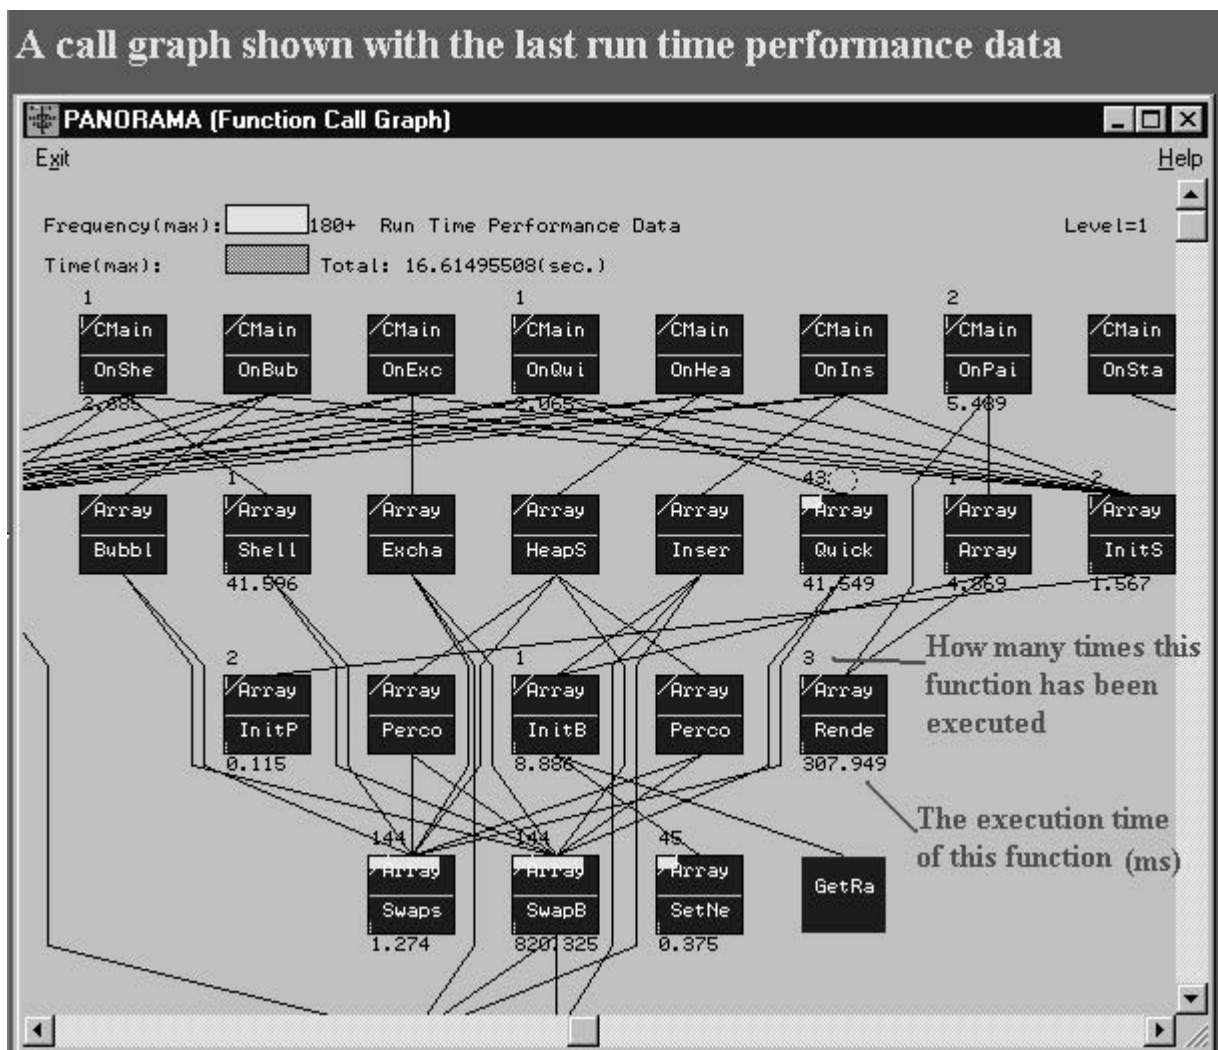 A call graph shown with the last run time performance data
PANORAMA (Function Call Graph)
Exit Help
Frequency(max): 180+ Run Time Performance Data Level=1
Time(max): Total: 16.61495508(sec.)
1 1 2
CMain CMain CMain CMain CMain CMain CMain CMain
OnShe OnBub OnExc OnQui OnHea OnIns OnPai OnSta
5.489
1 43 1 2
Array Array Array Array Array Array Array Array
Bubbl Shell Excha HeapS Inser Quick Array InitS
41.596 41.549 4.869 1.567
2 1 3
Array Array Array Array Array
InitP Perco InitB Perco Rende
0.115 8.886 307.949
How many times this
function has been
executed
The execution time
of this function (ms)
144 144 45
Array Array Array GetRa
Swaps SwapB SetNe
1.274 820.325 0.375